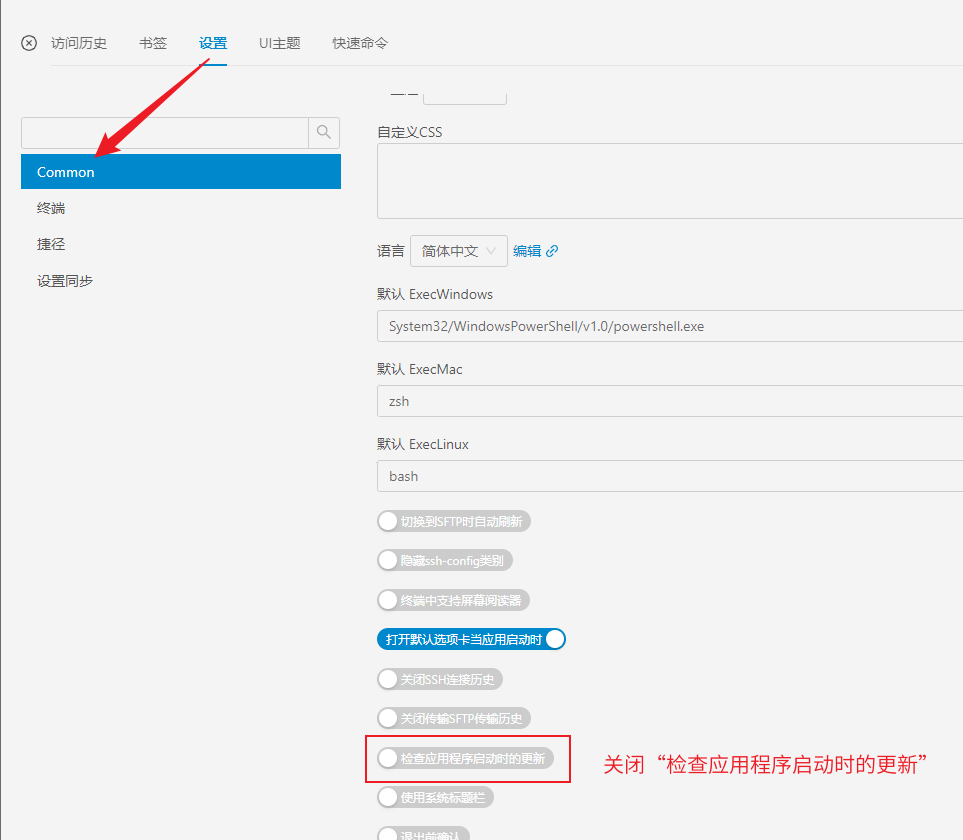 访问历史 书签 设置 UI主题 快速命令
Common
终端
捷径
设置同步
自定义CSS
语言 简体中文 编辑
默认 ExecWindows
System32/WindowsPowerShell/v1.0/powershell.exe
默认 ExecMac
zsh
默认 ExecLinux
bash
切换到SFTP时自动刷新
隐藏ssh-config类别
终端中支持屏幕阅读器
打开默认选项卡当应用启动时
关闭SSH连接历史
关闭传输SFTP传输历史
检查应用程序启动时的更新 关闭“检查应用程序启动时的更新”
使用系统标题栏
退出前确认